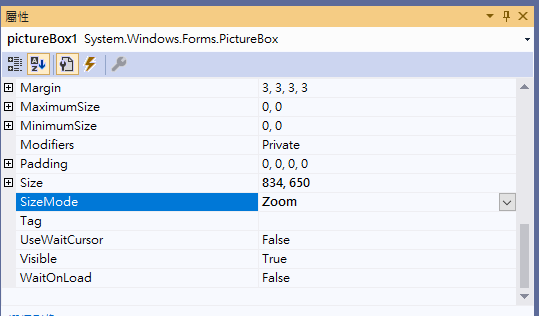 屬性
pictureBox1 System.Windows.Forms.PictureBox
Margin 3, 3, 3, 3
MaximumSize 0, 0
MinimumSize 0, 0
Modifiers Private
Padding 0, 0, 0, 0
Size 834, 650
SizeMode Zoom
Tag
UseWaitCursor False
Visible True
WaitOnLoad False